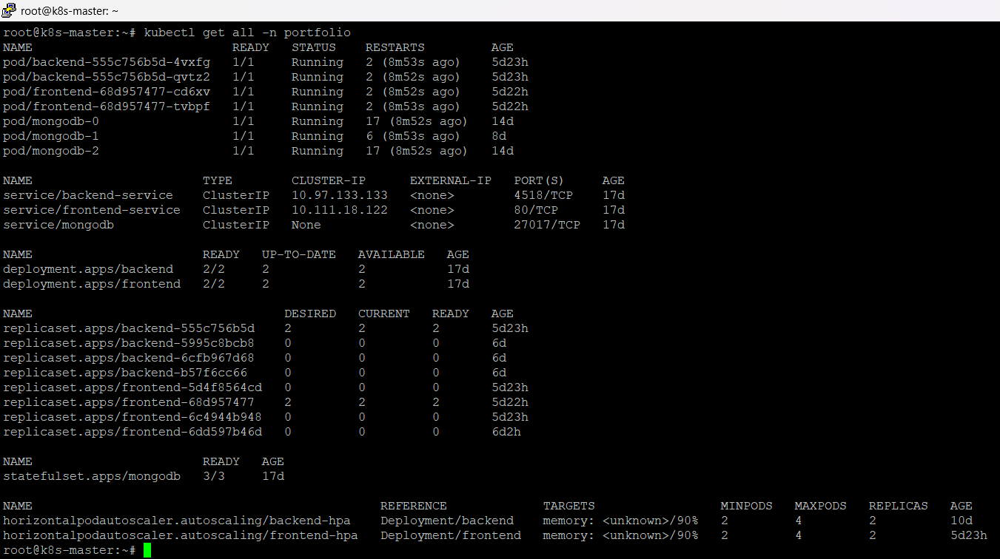 root@k8s-master: ~
root@k8s-master:~# kubectl get all -n portfolio
NAME                           READY   STATUS    RESTARTS         AGE
pod/backend-555c756b5d-4vxfg   1/1     Running   2 (8m53s ago)    5d23h
pod/backend-555c756b5d-qvtz2   1/1     Running   2 (8m52s ago)    5d23h
pod/frontend-68d957477-cd6xv   1/1     Running   2 (8m52s ago)    5d22h
pod/frontend-68d957477-tvbpf   1/1     Running   2 (8m53s ago)    5d22h
pod/mongodb-0                  1/1     Running   17 (8m52s ago)   14d
pod/mongodb-1                  1/1     Running   6 (8m53s ago)    8d
pod/mongodb-2                  1/1     Running   17 (8m52s ago)   14d

NAME                       TYPE        CLUSTER-IP      EXTERNAL-IP   PORT(S)     AGE
service/backend-service    ClusterIP   10.97.133.133   <none>        4518/TCP    17d
service/frontend-service   ClusterIP   10.111.18.122   <none>        80/TCP      17d
service/mongodb            ClusterIP   None            <none>        27017/TCP   17d

NAME                       READY   UP-TO-DATE   AVAILABLE   AGE
deployment.apps/backend    2/2     2            2           17d
deployment.apps/frontend   2/2     2            2           17d

NAME                                  DESIRED   CURRENT   READY   AGE
replicaset.apps/backend-555c756b5d    2         2         2       5d23h
replicaset.apps/backend-5995c8bcb8    0         0         0       6d
replicaset.apps/backend-6cfb967d68    0         0         0       6d
replicaset.apps/backend-b57f6cc66     0         0         0       6d
replicaset.apps/frontend-5d4f8564cd   0         0         0       5d23h
replicaset.apps/frontend-68d957477    2         2         2       5d22h
replicaset.apps/frontend-6c4944b948   0         0         0       5d23h
replicaset.apps/frontend-6dd597b46d   0         0         0       6d2h

NAME                       READY   AGE
statefulset.apps/mongodb   3/3     17d

NAME                                               REFERENCE             TARGETS                 MINPODS   MAXPODS   REPLICAS   AGE
horizontalpodautoscaler.autoscaling/backend-hpa    Deployment/backend    memory: <unknown>/90%   2         4         2          10d
horizontalpodautoscaler.autoscaling/frontend-hpa   Deployment/frontend   memory: <unknown>/90%   2         4         2          5d23h
root@k8s-master:~#